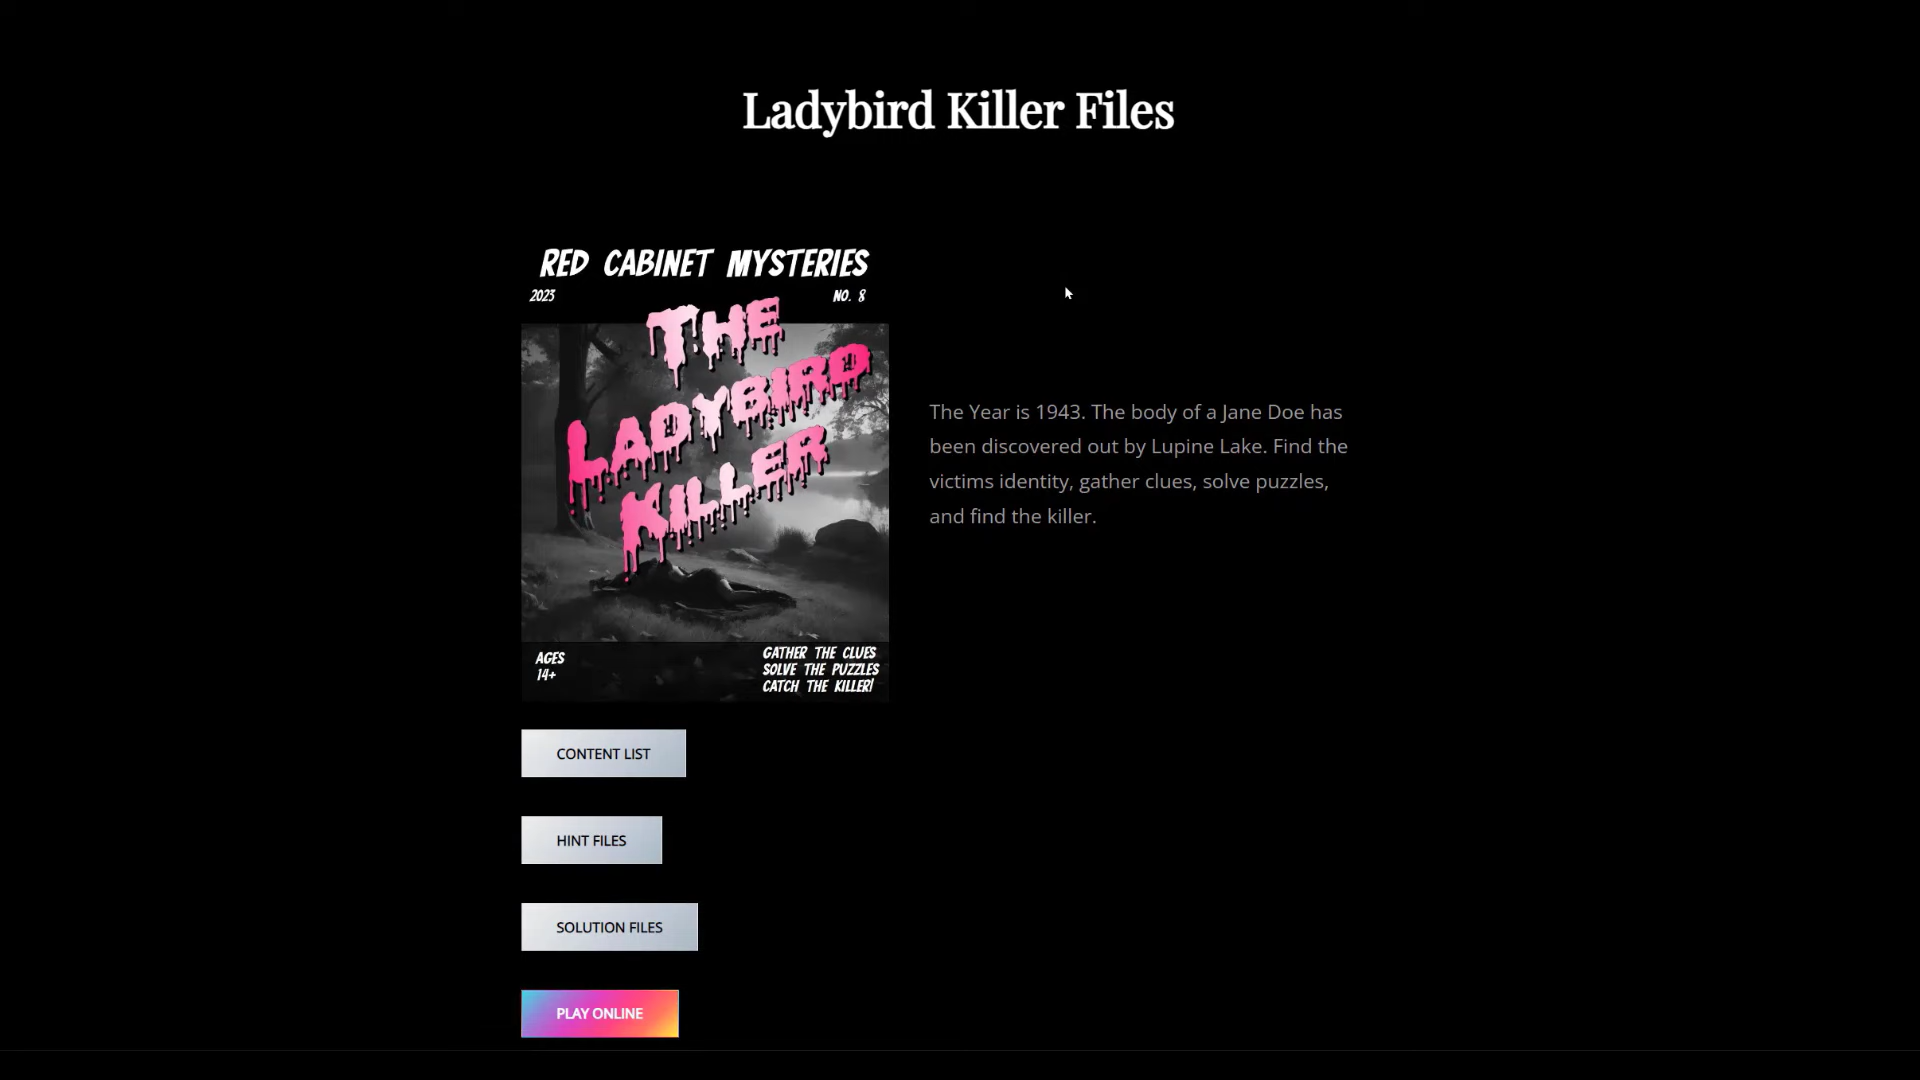 Ladybird Killer Files
RED CABINET MYSTERIES
2023
NO. 8
THE
LADYBIRD
KILLER
The Year is 1943. The body of a Jane Doe has
been discovered out by Lupine Lake. Find the
victims identity, gather clues, solve puzzles,
and find the killer.
AGES
14+
GATHER THE CLUES
SOLVE THE PUZZLES
CATCH THE KILLER!
CONTENT LIST
HINT FILES
SOLUTION FILES
PLAY ONLINE